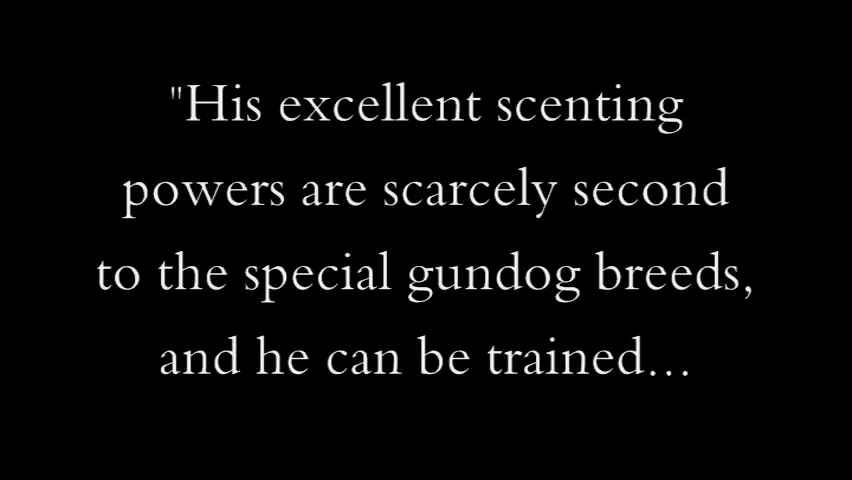 "His excellent scenting
powers are scarcely second
to the special gundog breeds,
and he can be trained...